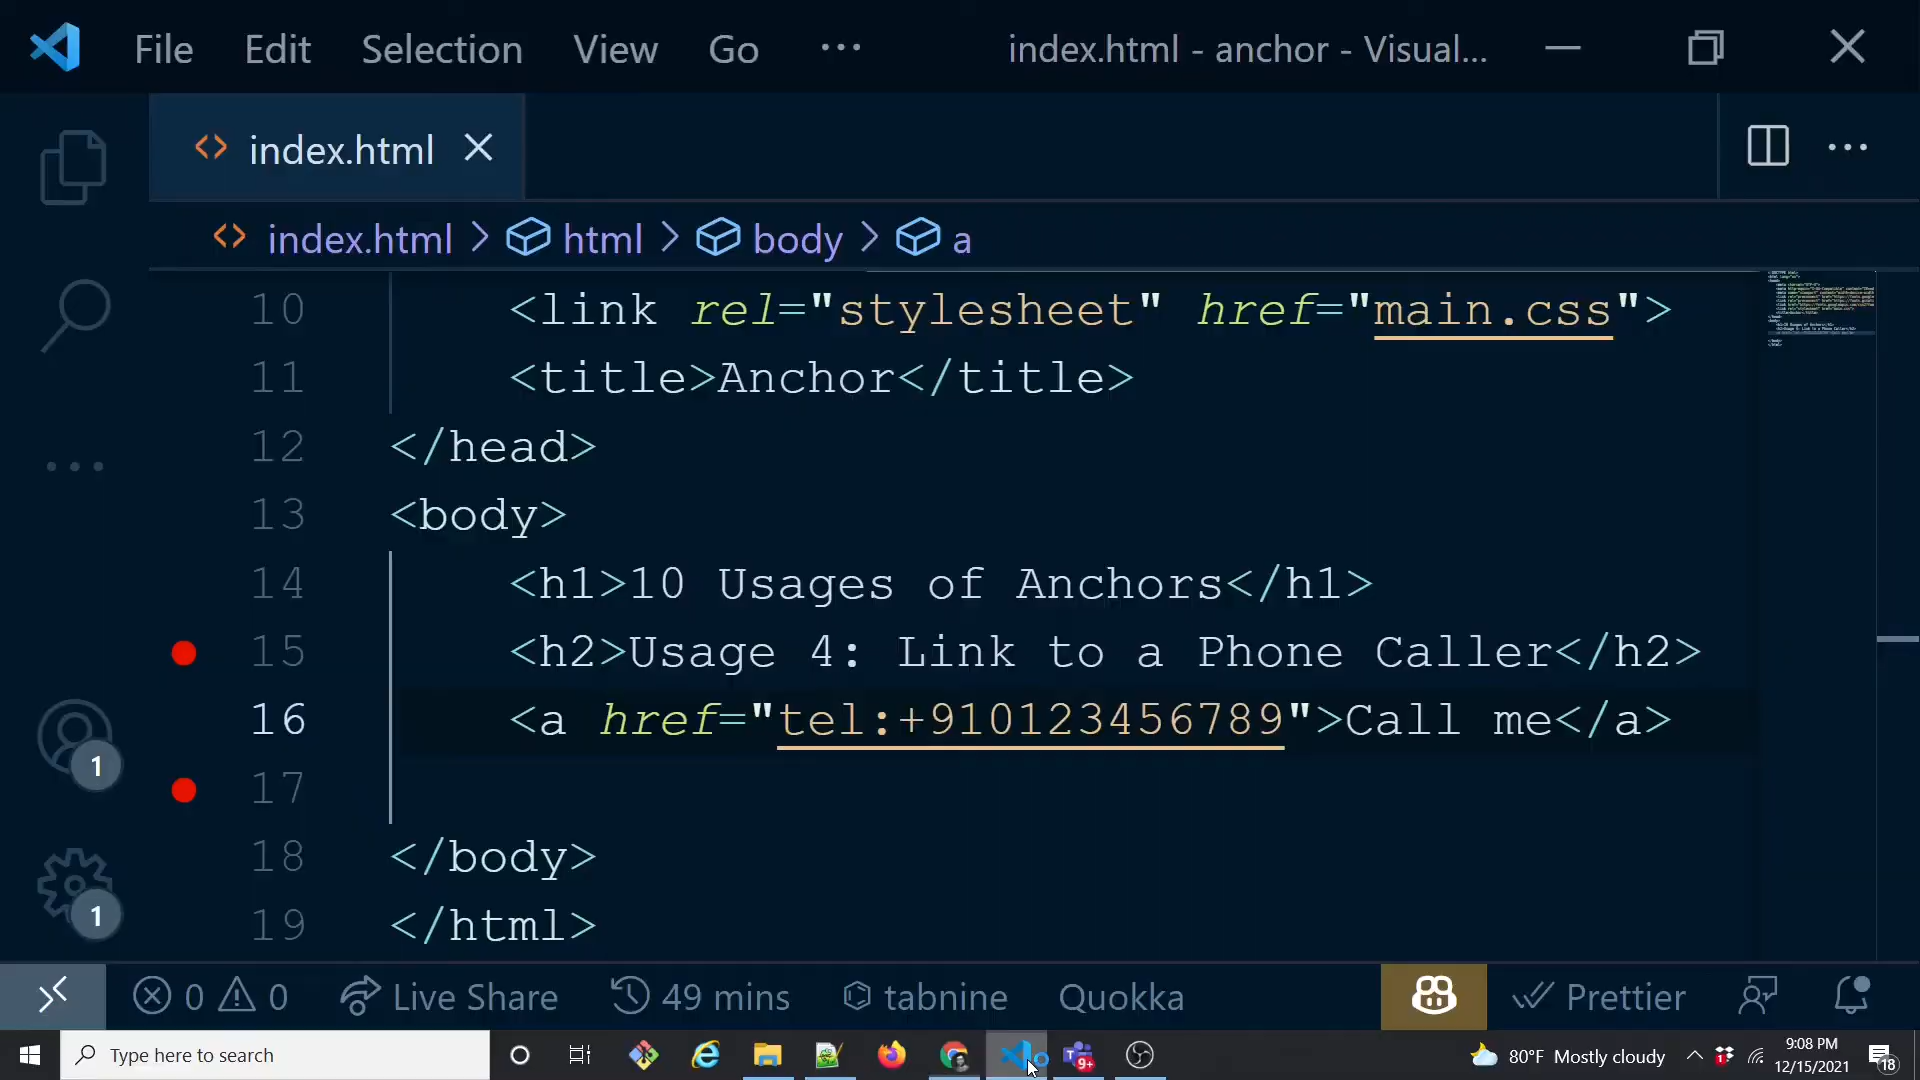 File Edit Selection View Go ... index.html - anchor - Visual...
index.html
index.html > html > body > a
10 <link rel="stylesheet" href="main.css">
11 <title>Anchor</title>
12 </head>
13 <body>
14 <h1>10 Usages of Anchors</h1>
15 <h2>Usage 4: Link to a Phone Caller</h2>
16 <a href="tel:+910123456789">Call me</a>
17
18 </body>
19 </html>
1
1
0 0 Live Share 49 mins tabnine Quokka Prettier
Type here to search 9+ 80°F Mostly cloudy 1 9:08 PM
12/15/2021 18